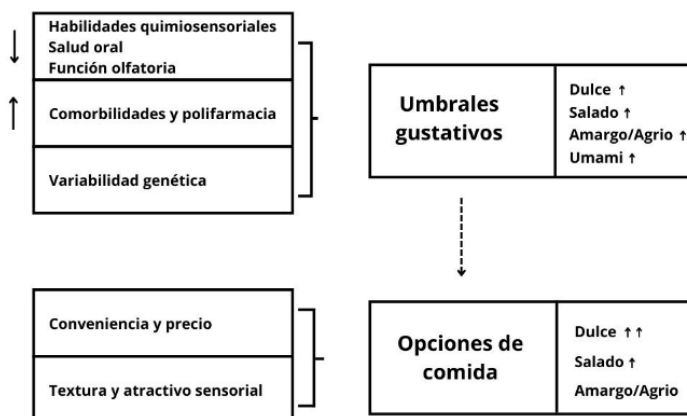 ↓
Habilidades quimiosensoriales
Salud oral
Función olfatoria
↑
Comorbilidades y polifarmacia
Variabilidad genética
Umbrales
gustativos
Dulce ↑
Salado ↑
Amargo/Agrio ↑
Umami ↑
Conveniencia y precio
Textura y atractivo sensorial
Opciones de
comida
Dulce ↑ ↑
Salado ↑
Amargo/Agrio